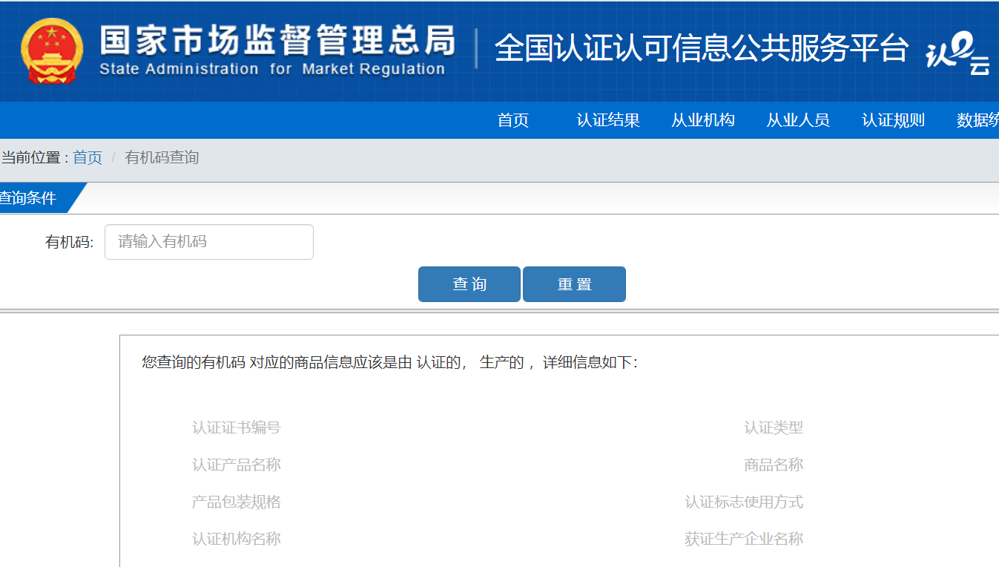 国家市场监督管理总局
State Administration for Market Regulation
全国认证认可信息公共服务平台
认e云
首页 认证结果 从业机构 从业人员 认证规则 数据统
当前位置 : 首页 / 有机码查询
查询条件
有机码: 请输入有机码
查 询 重 置
您查询的有机码 对应的商品信息应该是由 认证的， 生产的 ，详细信息如下：
认证证书编号 认证类型
认证产品名称 商品名称
产品包装规格 认证标志使用方式
认证机构名称 获证生产企业名称